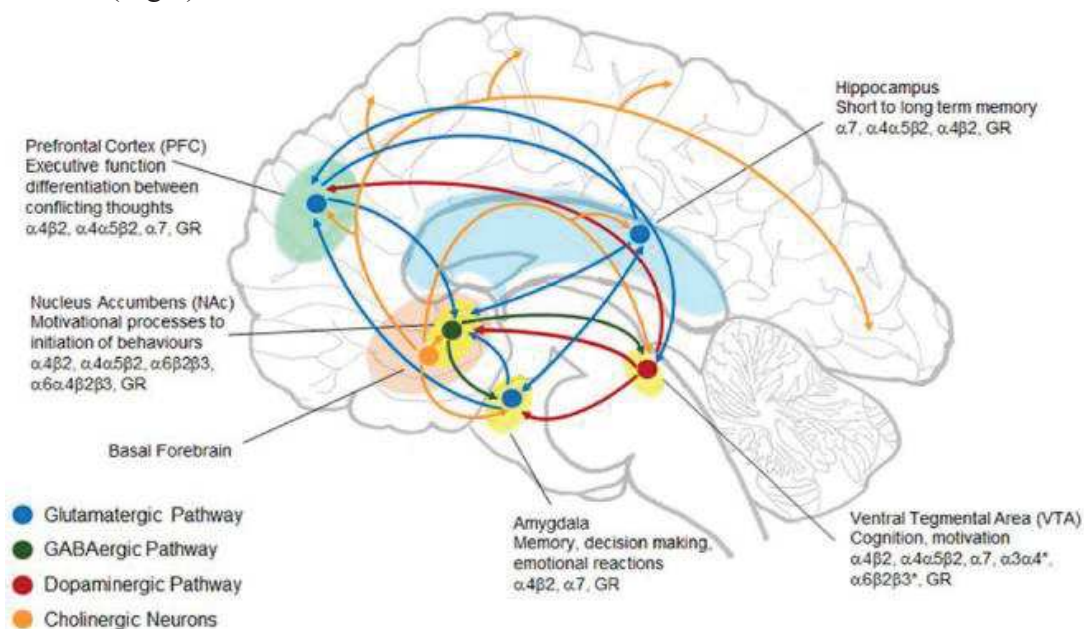 Hippocampus
Short to long term memory
α7, α4α5β2, α4β2, GR
Prefrontal Cortex (PFC)
Executive function
differentiation between
conflicting thoughts
α4β2, α4α5β2, α7, GR
Nucleus Accumbens (NAc)
Motivational processes to
initiation of behaviours
α4β2, α4α5β2, α6β2β3,
α6α4β2β3, GR
Basal Forebrain
Glutamatergic Pathway
GABAergic Pathway
Dopaminergic Pathway
Cholinergic Neurons
Amygdala
Memory, decision making,
emotional reactions
α4β2, α7, GR
Ventral Tegmental Area (VTA)
Cognition, motivation
α4β2, α4α5β2, α7, α3α4*,
α6β2β3*, GR